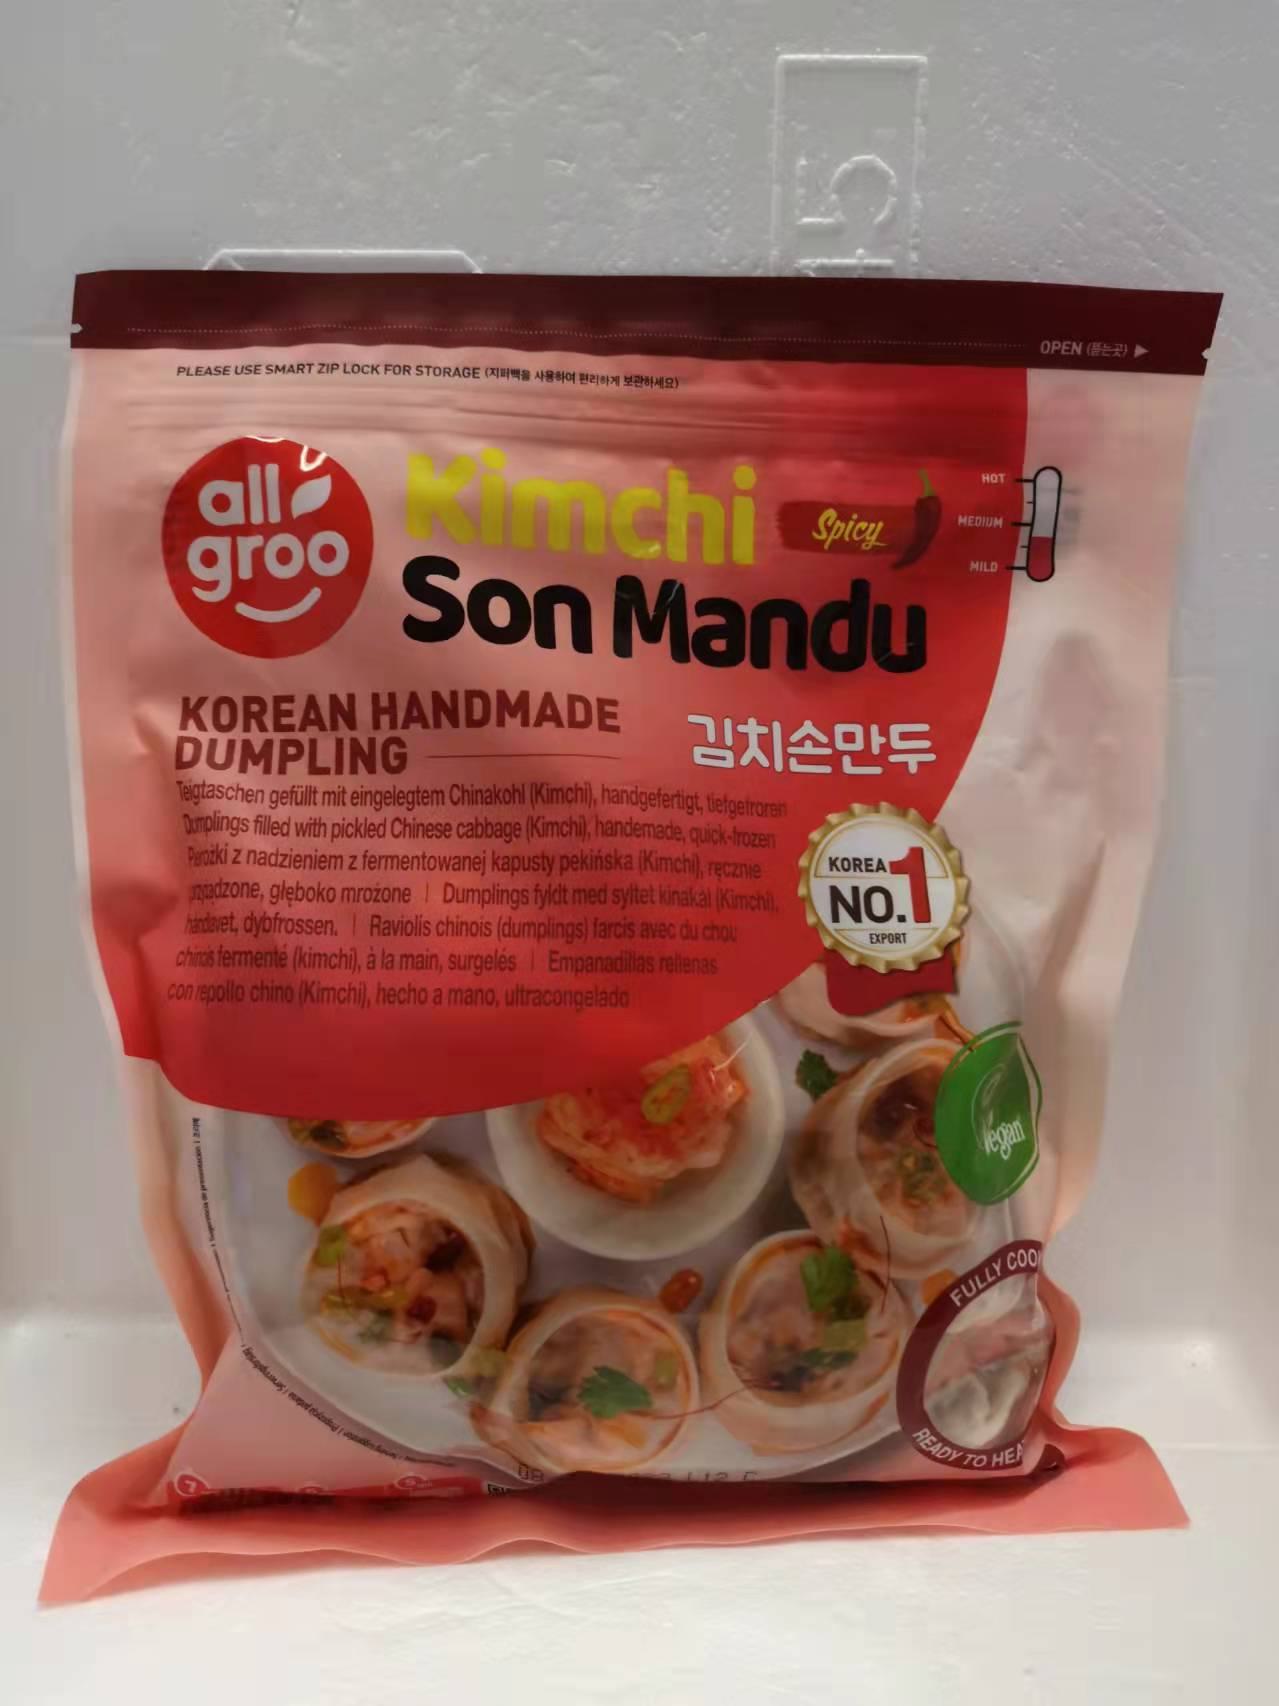 OPEN (뜯는곳) ▶
PLEASE USE SMART ZIP LOCK FOR STORAGE (지퍼백을 사용하여 편리하게 보관하세요)
all
groo
Kimchi
Spicy
HOT
MEDIUM
MILD
Son Mandu
KOREAN HANDMADE
DUMPLING
김치손만두
Teigtaschen gefüllt mit eingelegtem Chinakohl (Kimchi), handgefertigt, tiefgefroren
Dumplings filled with pickled Chinese cabbage (Kimchi), handemade, quick-frozen
Pierożki z nadzieniem z fermentowanej kapusty pekińska (Kimchi), ręcznie
głęboko mrożone | Dumplings fyldt med syltet kinakål (Kimchi),
håndlavet, dybfrossen. | Raviolis chinois (dumplings) farcis avec du chou
chinois fermenté (kimchi), à la main, surgelés | Empanadillas rellenas
con repollo chino (Kimchi), hecho a mano, ultracongelado
KOREA
NO.1
EXPORT
Vegan
FULLY COO
READY TO HEA